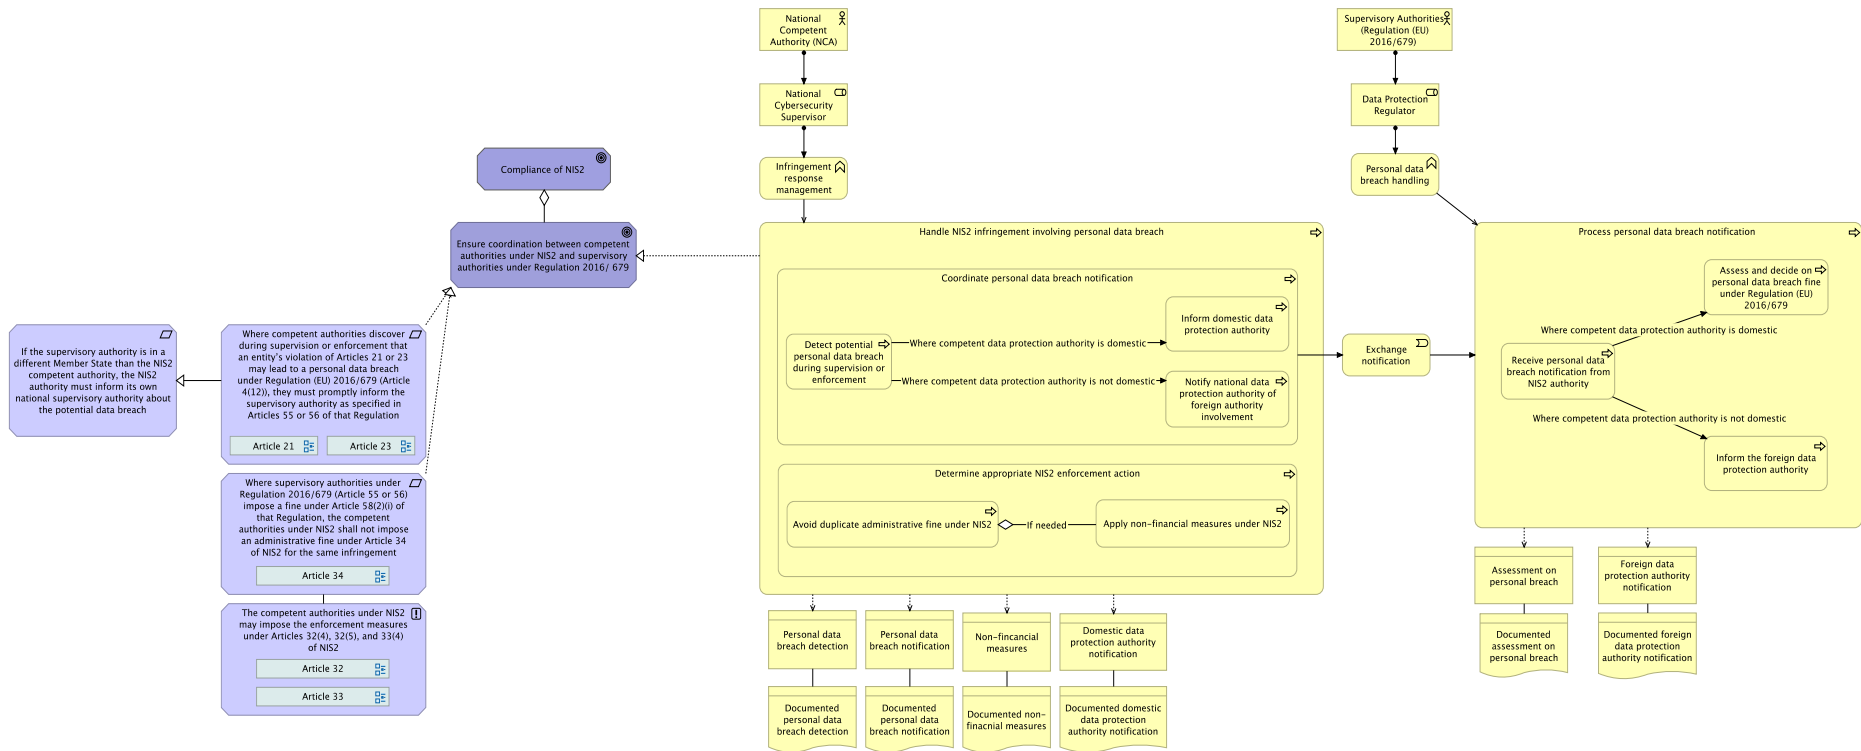 National
Competent
Authority (NCA)
Supervisory Authorities
(Regulation (EU)
2016/679)
National
Cybersecurity
Supervisor
Data Protection
Regulator
Compliance of NIS2
Infringement
response
management
Personal data
breach handling
Ensure coordination between competent
authorities under NIS2 and supervisory
authorities under Regulation 2016/ 679
Handle NIS2 infringement involving personal data breach
Coordinate personal data breach notification
Detect potential
personal data breach
during supervision or
enforcement
Where competent data protection authority is domestic
Inform domestic data
protection authority
Where competent data protection authority is not domestic
Notify national data
protection authority of
foreign authority
involvement
Determine appropriate NIS2 enforcement action
Avoid duplicate administrative fine under NIS2
If needed
Apply non-financial measures under NIS2
Exchange
notification
Process personal data breach notification
Assess and decide on
personal data breach fine
under Regulation (EU)
2016/679
Where competent data protection authority is domestic
Receive personal data
breach notification from
NIS2 authority
Where competent data protection authority is not domestic
Inform the foreign data
protection authority
If the supervisory authority is in a
different Member State than the NIS2
competent authority, the NIS2
authority must inform its own
national supervisory authority about
the potential data breach
Where competent authorities discover
during supervision or enforcement that
an entity's violation of Articles 21 or 23
may lead to a personal data breach
under Regulation (EU) 2016/679 (Article
4(12)), they must promptly inform the
supervisory authority as specified in
Articles 55 or 56 of that Regulation
Article 21
Article 23
Where supervisory authorities under
Regulation 2016/679 (Article 55 or 56)
impose a fine under Article 58(2)(i) of
that Regulation, the competent
authorities under NIS2 shall not impose
an administrative fine under Article 34
of NIS2 for the same infringement
Article 34
The competent authorities under NIS2
may impose the enforcement measures
under Articles 32(4), 32(5), and 33(4)
of NIS2
Article 32
Article 33
Personal data
breach detection
Personal data
breach notification
Non-fincancial
measures
Domestic data
protection authority
notification
Documented
personal data
breach detection
Documented
personal data
breach notification
Documented non-
finacnial measures
Documented domestic
data protection
authority notification
Assessment on
personal breach
Foreign data
protection authority
notification
Documented
assessment on
personal breach
Documented foreign
data protection
authority notification